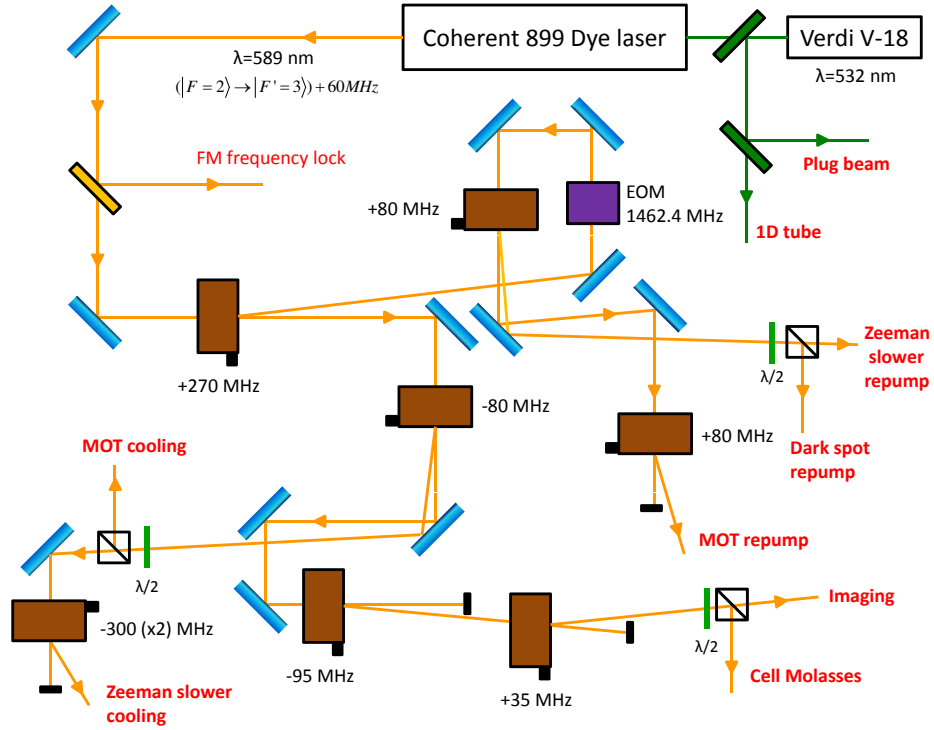 Coherent 899 Dye laser
Verdi V-18
λ=589 nm
(|F = 2⟩ → |F ' = 3⟩) + 60MHz
λ=532 nm
FM frequency lock
Plug beam
+80 MHz
EOM
1462.4 MHz
1D tube
+270 MHz
-80 MHz
λ/2
Zeeman
slower
repump
+80 MHz
Dark spot
repump
MOT cooling
MOT repump
λ/2
-300 (x2) MHz
-95 MHz
+35 MHz
λ/2
Imaging
Cell Molasses
Zeeman slower
cooling